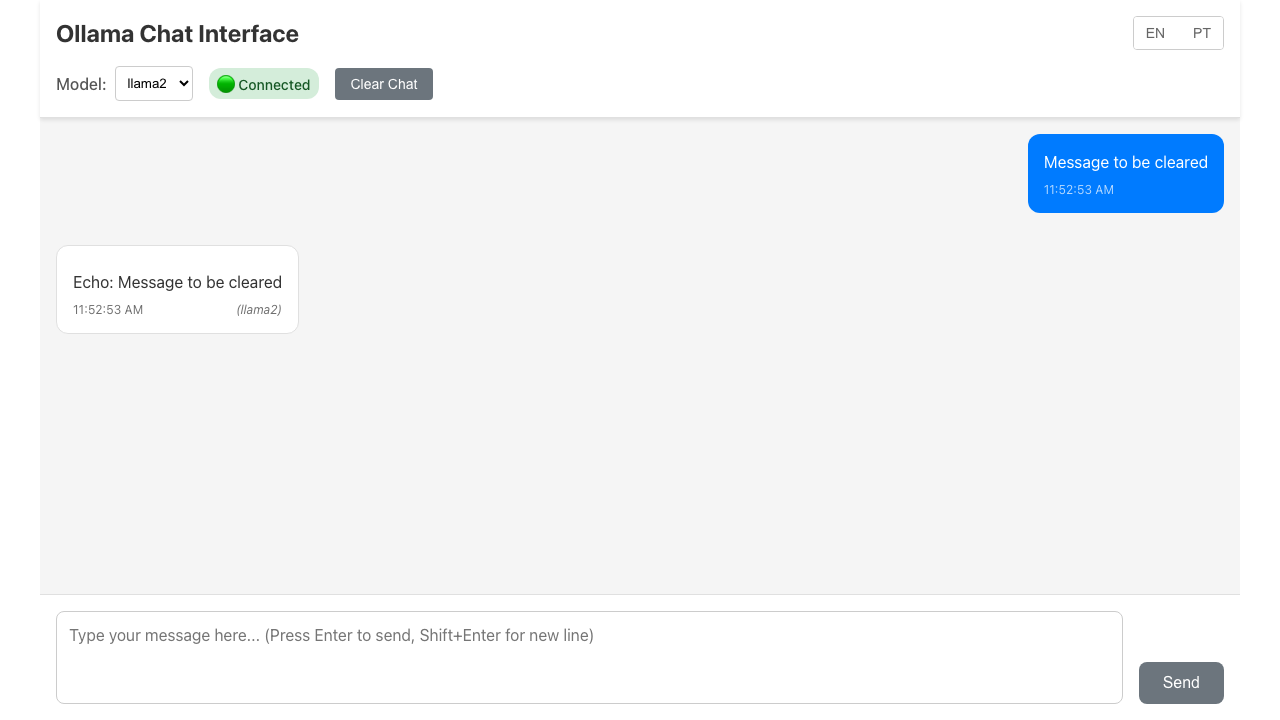 Ollama Chat Interface
EN PT
Model: llama2 Connected Clear Chat
Message to be cleared
11:52:53 AM
Echo: Message to be cleared
11:52:53 AM (llama2)
Type your message here... (Press Enter to send, Shift+Enter for new line)
Send